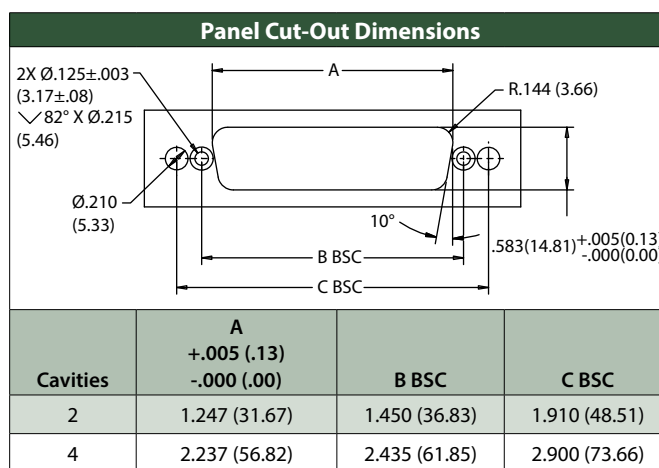 Panel Cut-Out Dimensions
2X Ø.125±.003
(3.17±.08)
⌵82° X Ø.215
(5.46)
A
R.144 (3.66)
Ø.210
(5.33)
10°
.583(14.81)+.005(0.13)
-.000(0.00)
B BSC
C BSC
Cavities A +.005 (.13) -.000 (.00) B BSC C BSC
2 1.247 (31.67) 1.450 (36.83) 1.910 (48.51)
4 2.237 (56.82) 2.435 (61.85) 2.900 (73.66)